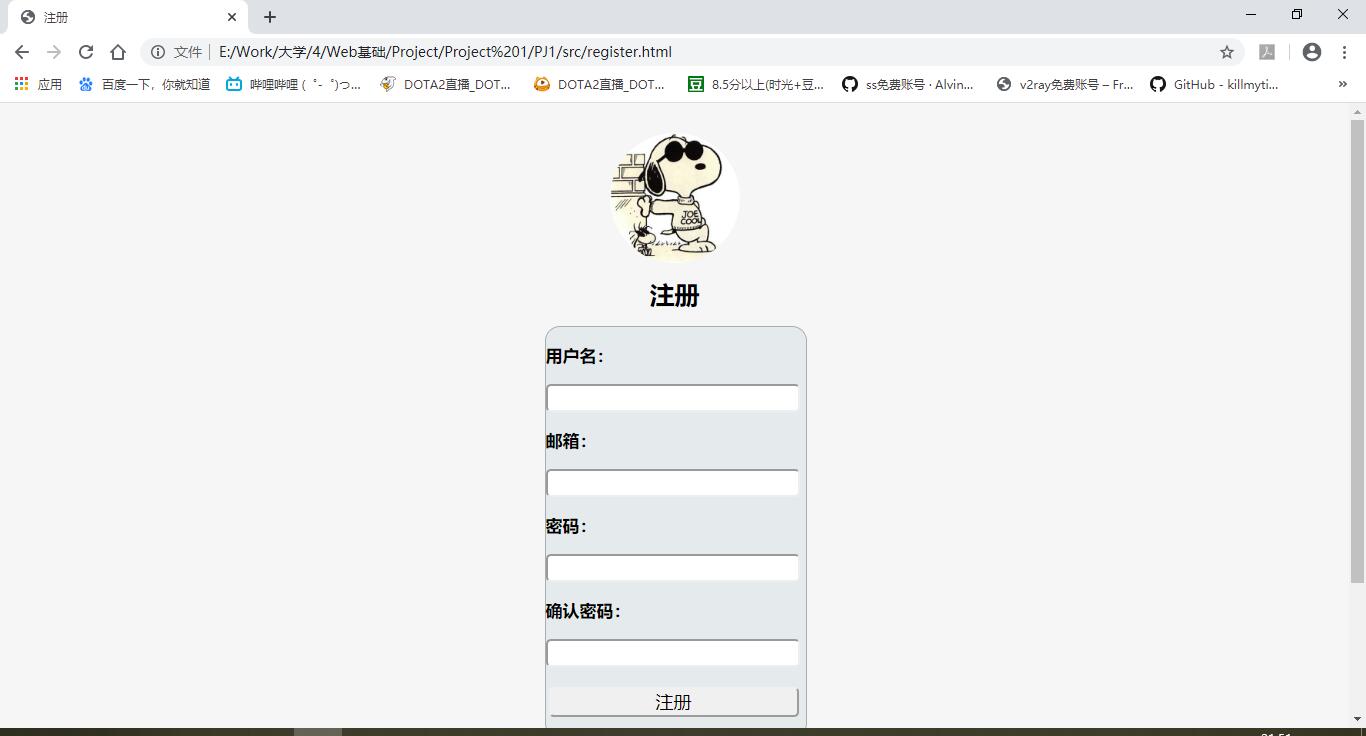 注册
文件 E:/Work/大学/4/Web基础/Project/Project%201/PJ1/src/register.html
应用 百度一下，你就知道 哔哩哔哩 (゜-゜)つ... DOTA2直播_DOT... DOTA2直播_DOT... 8.5分以上(时光+豆... ss免费账号 · Alvin... v2ray免费账号 – Fr... GitHub - killmyti... »
JOE
COOL
注册
用户名：
邮箱：
密码：
确认密码：
注册